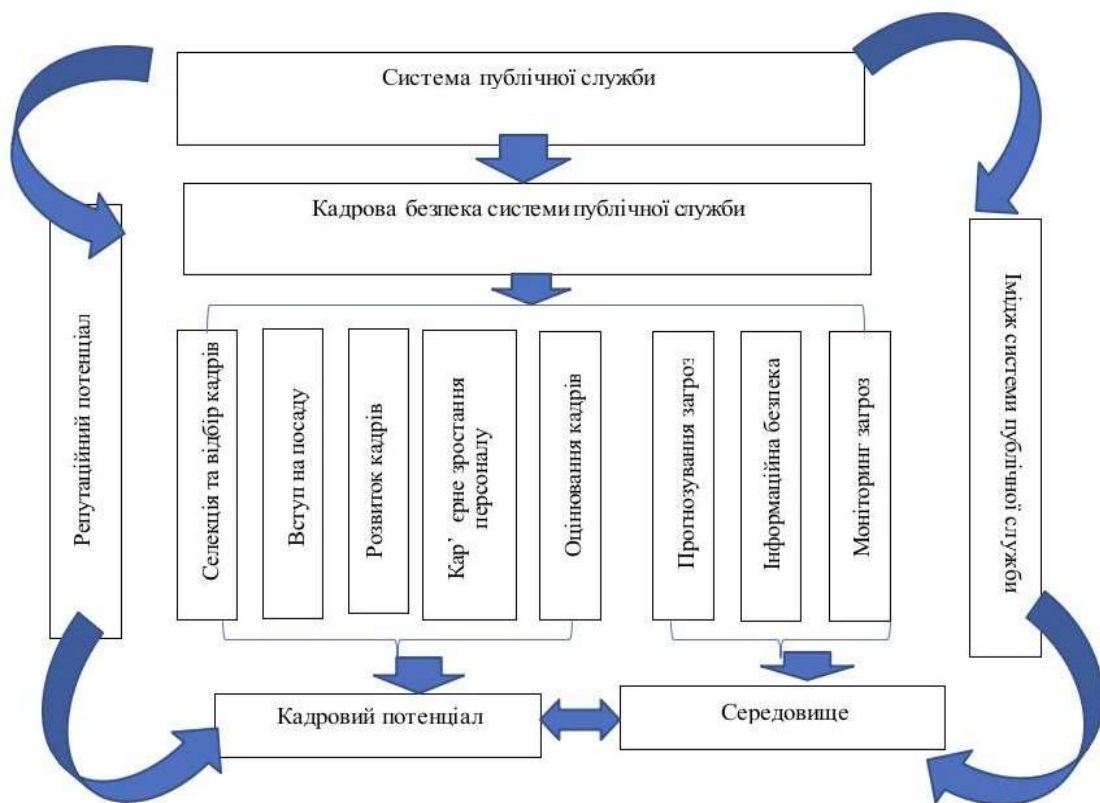 Система публічної служби
Кадрова безпека системи публічної служби
Репутаційний потенціал
Селекція та відбір кадрів
Вступ на посаду
Розвиток кадрів
Кар’ єрне зростання
персоналу
Оцінювання кадрів
Прогнозування загроз
Інформаційна безпека
Моніторинг загроз
Імідж системи публічної служби
Кадровий потенціал
Середовище